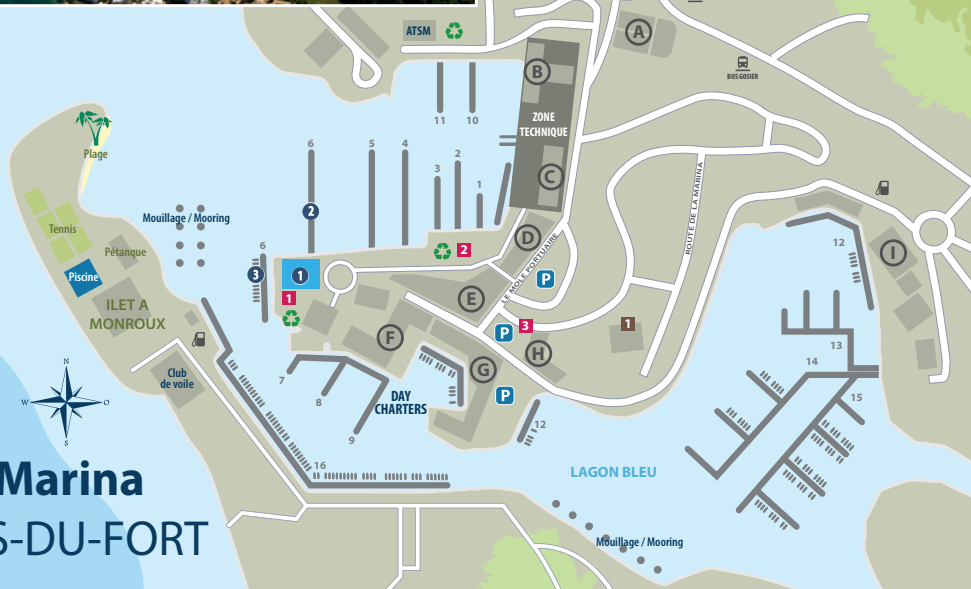 ATSM
A
B
BUS GOSIER
11
10
ZONE
TECHNIQUE
6
5
4
3
2
1
C
Plage
Mouillage / Mooring
2
Tennis
Pétanque
Piscine
ILET A
MONROUX
6
3
1
1
2
D
LE MOLE PORTUAIRE
ROUTE DE LA MARINA
P
E
12
I
F
P
3
H
1
G
P
13
14
15
N
W
O
S
Club
de voile
7
8
9
DAY
CHARTERS
12
16
LAGON BLEU
Marina
S-DU-FORT
Mouillage / Mooring